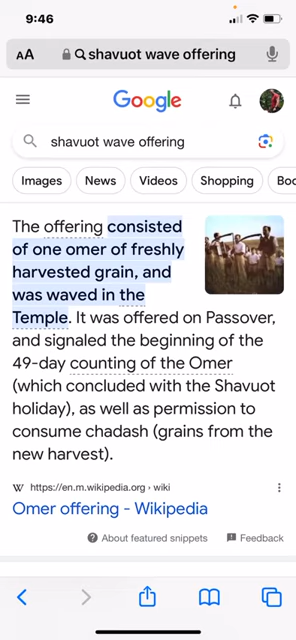 9:46
AA shavuot wave offering
Google
shavuot wave offering
Images News Videos Shopping Boo
The offering consisted
of one omer of freshly
harvested grain, and
was waved in the
Temple. It was offered on Passover,
and signaled the beginning of the
49-day counting of the Omer
(which concluded with the Shavuot
holiday), as well as permission to
consume chadash (grains from the
new harvest).
W https://en.m.wikipedia.org › wiki
Omer offering - Wikipedia
About featured snippets Feedback